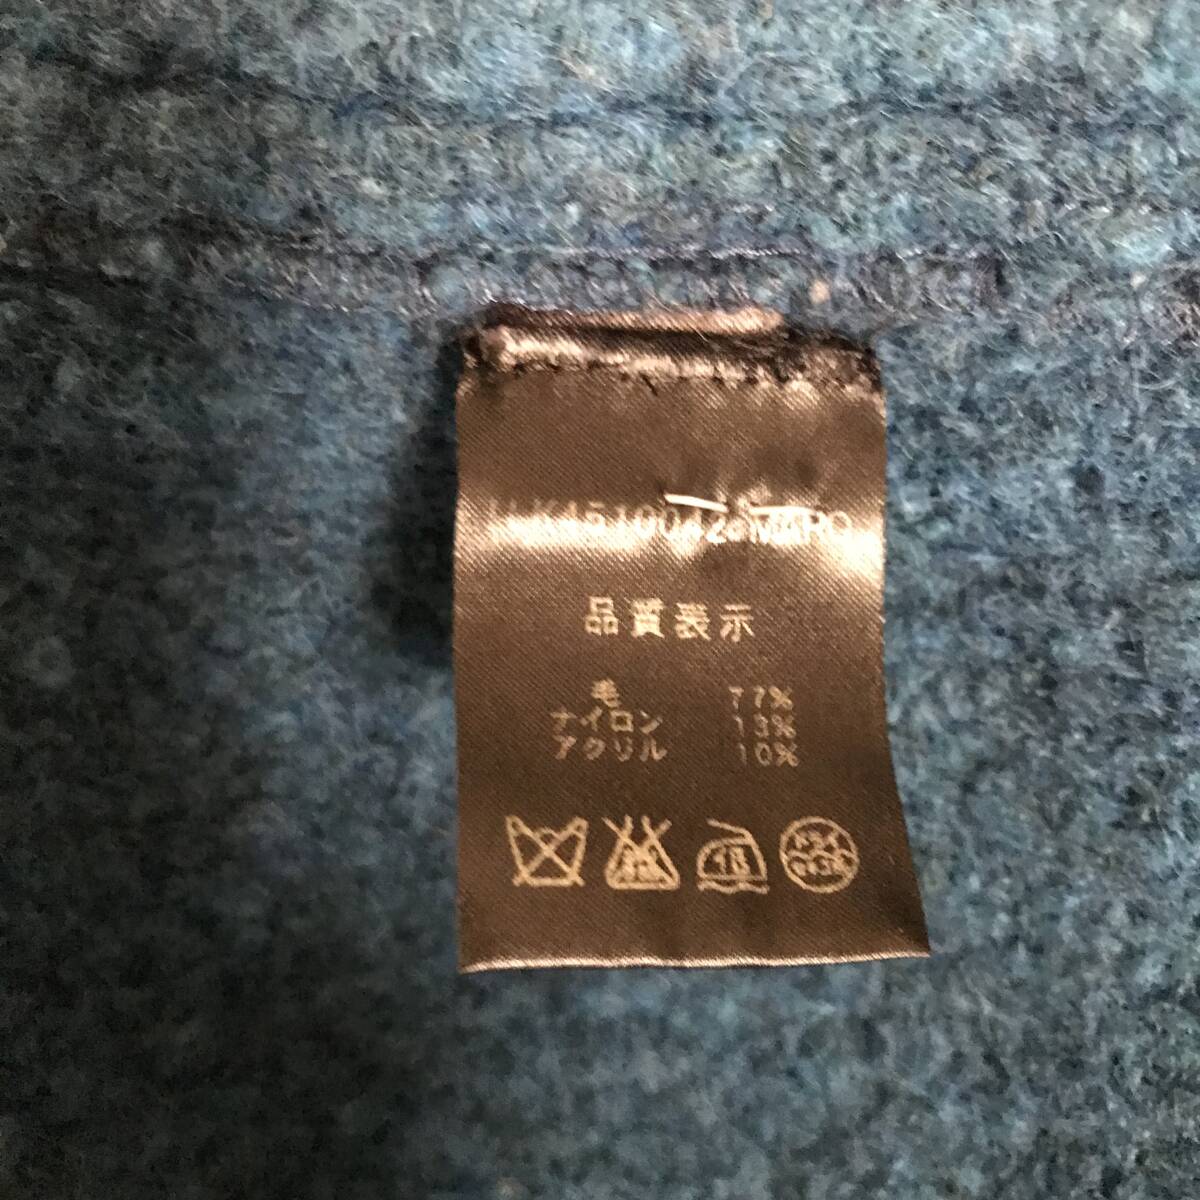 品質表示
毛 77%
ナイロン 13%
アクリル 10%